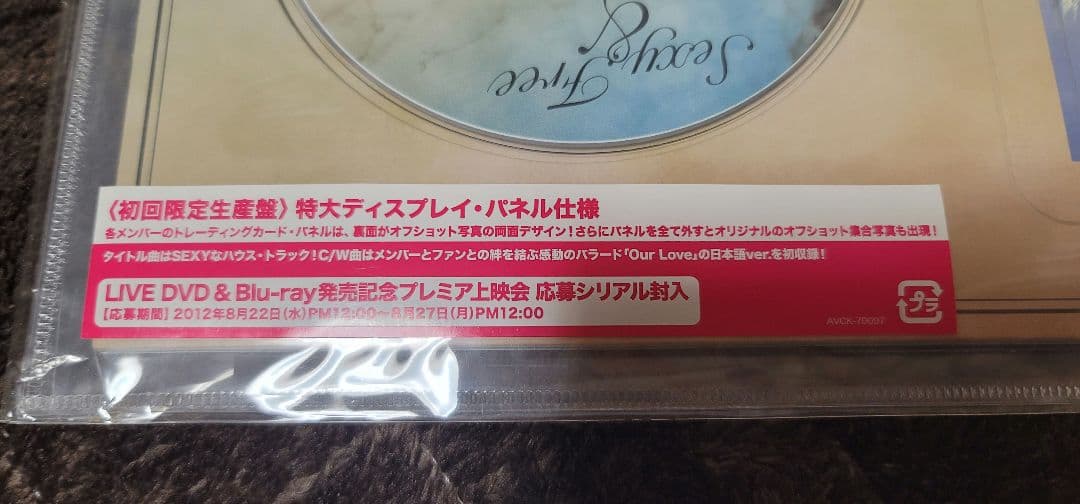 Sexy,
Free
&
〈初回限定生産盤〉特大ディスプレイ・パネル仕様
各メンバーのトレーディングカード・パネルは、裏面がオフショット写真の両面デザイン！さらにパネルを全て外すとオリジナルのオフショット集合写真も出現！
タイトル曲はSEXYなハウス・トラック！C/W曲はメンバーとファンとの絆を結ぶ感動のバラード「Our Love」の日本語ver.を初収録！
LIVE DVD & Blu-ray発売記念プレミア上映会 応募シリアル封入
【応募期間】2012年8月22日(水)PM12:00〜8月27日(月)PM12:00
プラ
AVCK-79097